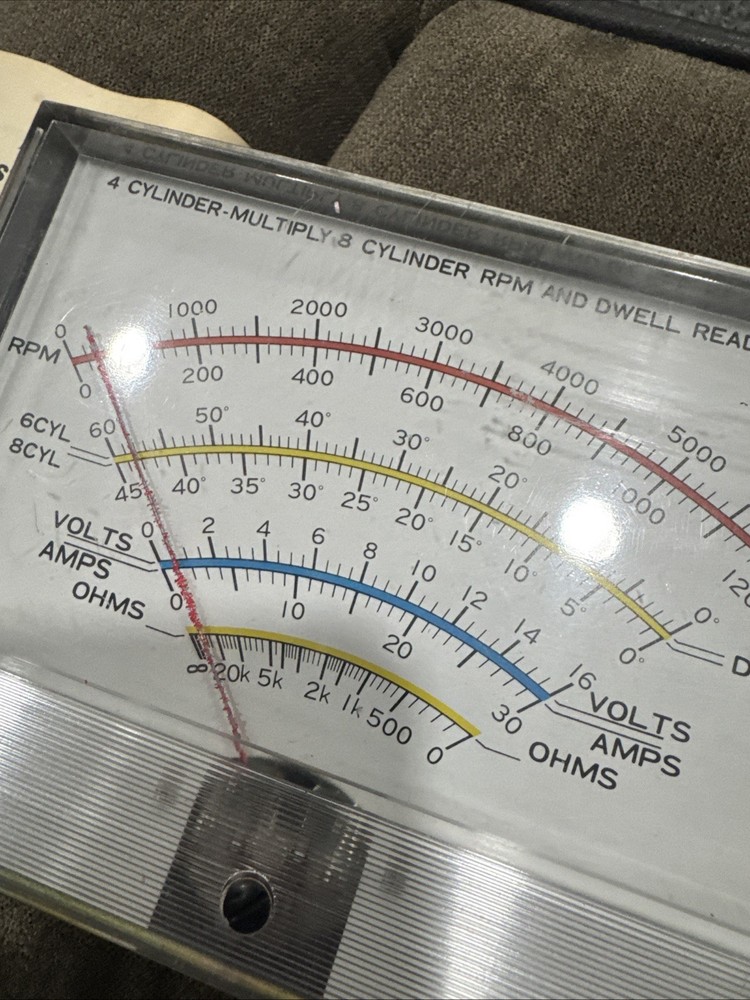 4 CYLINDER-MULTIPLY 8 CYLINDER RPM AND DWELL READ
0 1000 2000 3000 4000 5000
RPM
0 200 400 600 800 1000 120
6CYL 60 50° 40° 30° 20° 0°
8CYL 45° 40° 35° 30° 25° 20° 15° 10° 5° 0° D
VOLTS 0 2 4 6 8 10 12 14 16 VOLTS
AMPS 0 10 20 30 AMPS
OHMS ∞ 20k 5k 2k 1k 500 0 OHMS